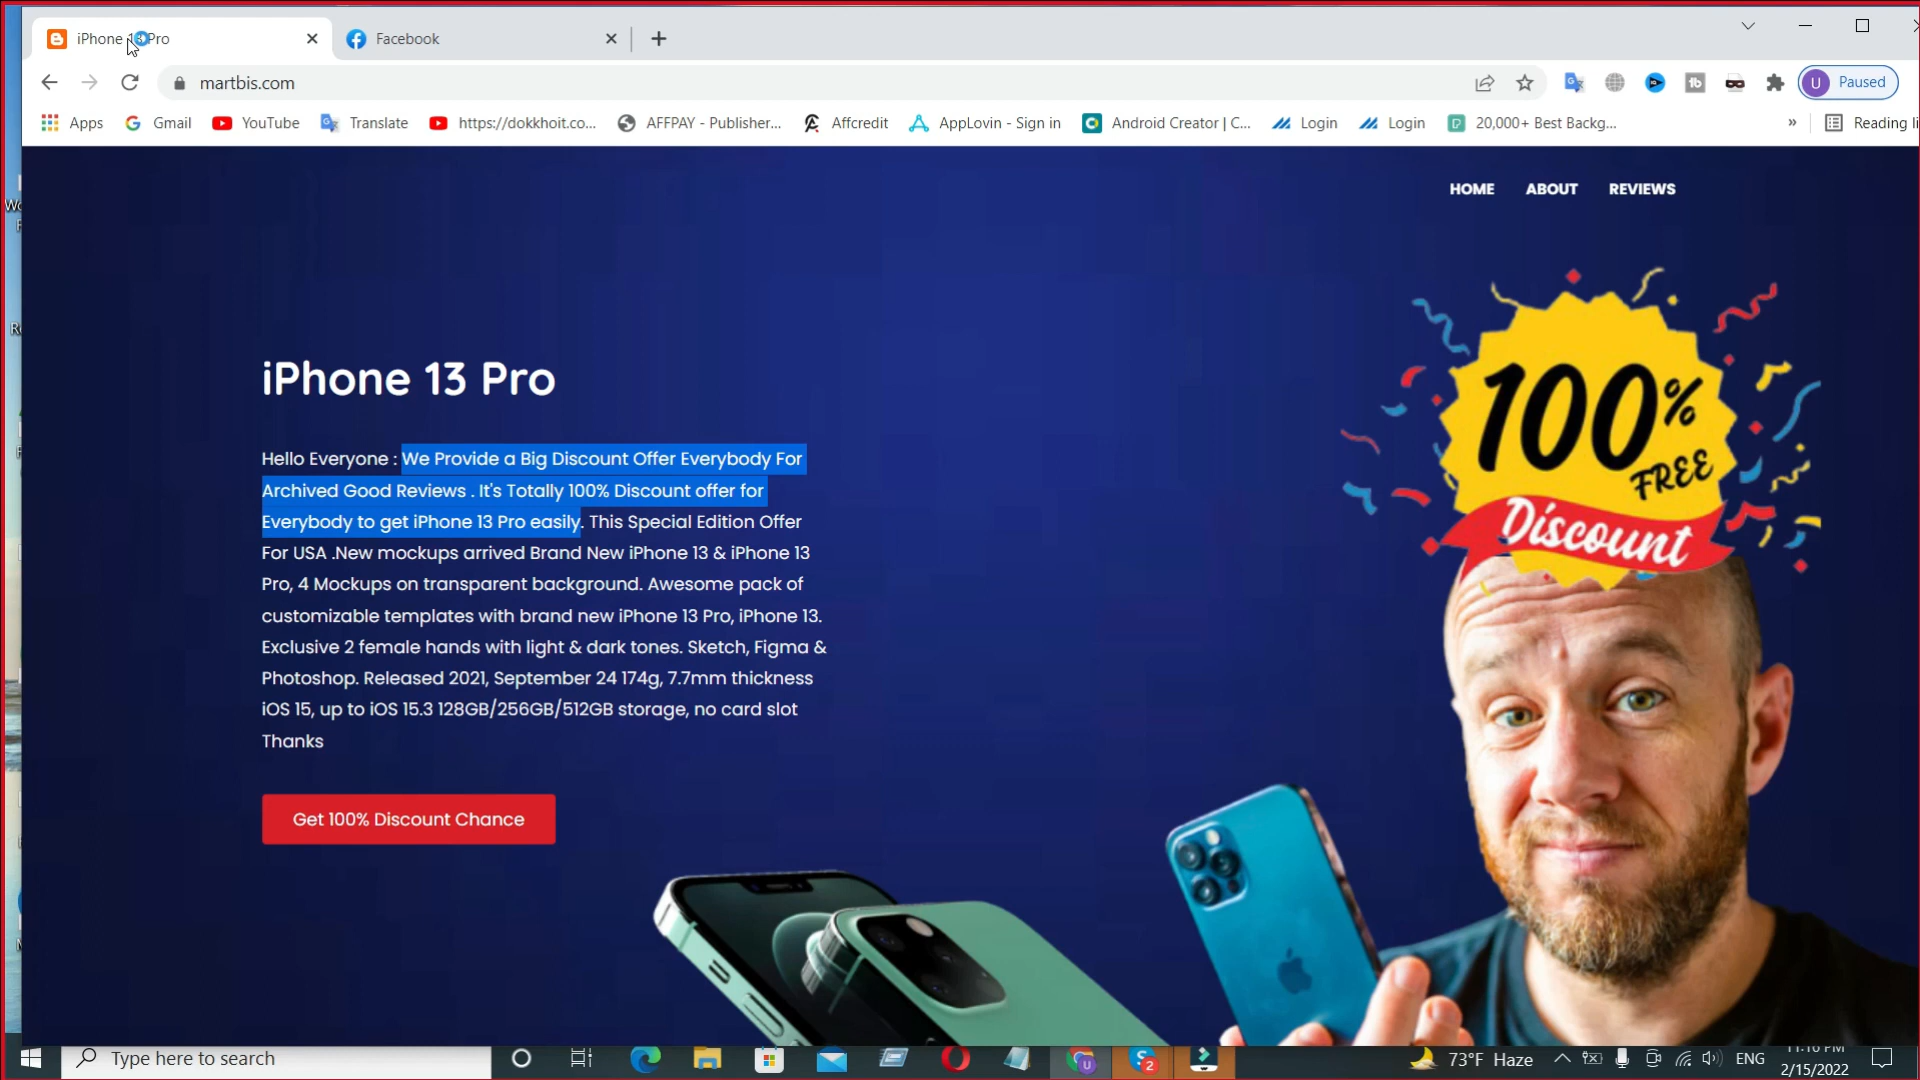 iPhone 13 Pro
Facebook
martbis.com
Paused
Apps
Gmail
YouTube
Translate
https://dokkhoit.co...
AFFPAY - Publisher...
Affcredit
AppLovin - Sign in
Android Creator | C...
Login
Login
20,000+ Best Backg...
»
Reading li
HOME
ABOUT
REVIEWS
iPhone 13 Pro
Hello Everyone : We Provide a Big Discount Offer Everybody For
Archived Good Reviews . It's Totally 100% Discount offer for
Everybody to get iPhone 13 Pro easily. This Special Edition Offer
For USA .New mockups arrived Brand New iPhone 13 & iPhone 13
Pro, 4 Mockups on transparent background. Awesome pack of
customizable templates with brand new iPhone 13 Pro, iPhone 13.
Exclusive 2 female hands with light & dark tones. Sketch, Figma &
Photoshop. Released 2021, September 24 174g, 7.7mm thickness
iOS 15, up to iOS 15.3 128GB/256GB/512GB storage, no card slot
Thanks
Get 100% Discount Chance
100%
FREE
Discount
Type here to search
73°F Haze
ENG
11:16 PM
2/15/2022